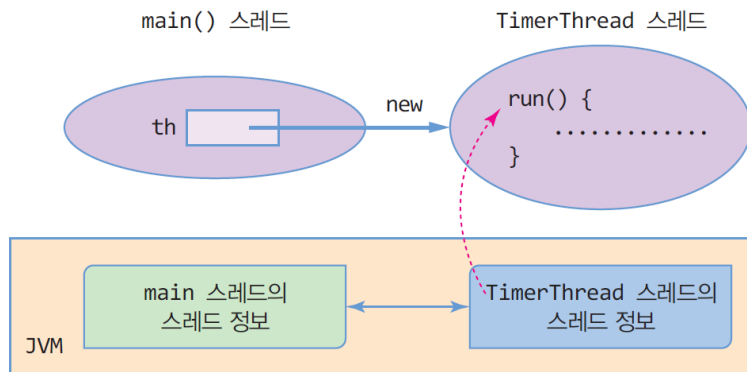 main() 스레드
TimerThread 스레드
th
new
run() {
.............
}
main 스레드의
스레드 정보
TimerThread 스레드의
스레드 정보
JVM